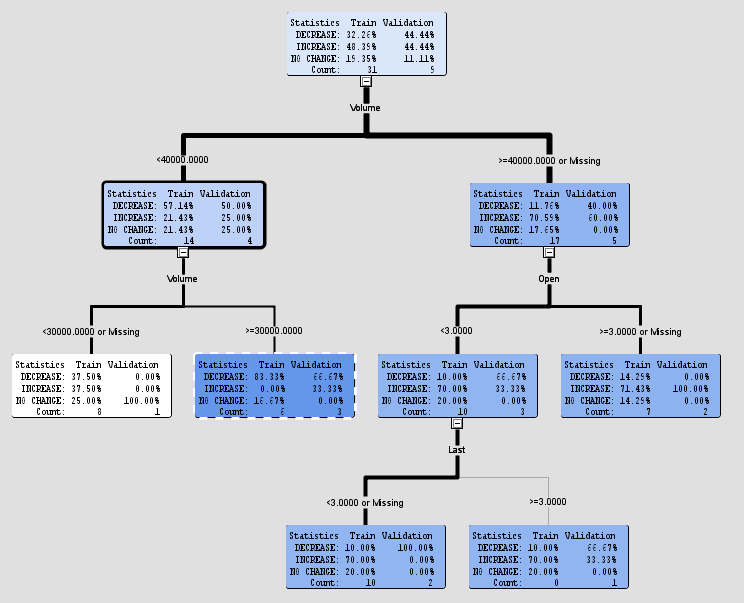 Statistics Train Validation
DECREASE: 32.26% 44.44%
INCREASE: 48.39% 44.44%
NO CHANGE: 19.35% 11.11%
Count: 31 9
Volume
<40000.0000
>=40000.0000 or Missing
Statistics Train Validation
DECREASE: 57.14% 50.00%
INCREASE: 21.43% 25.00%
NO CHANGE: 21.43% 25.00%
Count: 14 4
Statistics Train Validation
DECREASE: 11.76% 40.00%
INCREASE: 70.59% 60.00%
NO CHANGE: 17.65% 0.00%
Count: 17 5
Volume
Open
<30000.0000 or Missing
>=30000.0000
<3.0000
>=3.0000 or Missing
Statistics Train Validation
DECREASE: 37.50% 0.00%
INCREASE: 37.50% 0.00%
NO CHANGE: 25.00% 100.00%
Count: 8 1
Statistics Train Validation
DECREASE: 83.33% 66.67%
INCREASE: 0.00% 33.33%
NO CHANGE: 16.67% 0.00%
Count: 6 3
Statistics Train Validation
DECREASE: 10.00% 66.67%
INCREASE: 70.00% 33.33%
NO CHANGE: 20.00% 0.00%
Count: 10 3
Statistics Train Validation
DECREASE: 14.29% 0.00%
INCREASE: 71.43% 100.00%
NO CHANGE: 14.29% 0.00%
Count: 7 2
Last
<3.0000 or Missing
>=3.0000
Statistics Train Validation
DECREASE: 10.00% 100.00%
INCREASE: 70.00% 0.00%
NO CHANGE: 20.00% 0.00%
Count: 10 2
Statistics Train Validation
DECREASE: 10.00% 66.67%
INCREASE: 70.00% 33.33%
NO CHANGE: 20.00% 0.00%
Count: 0 1